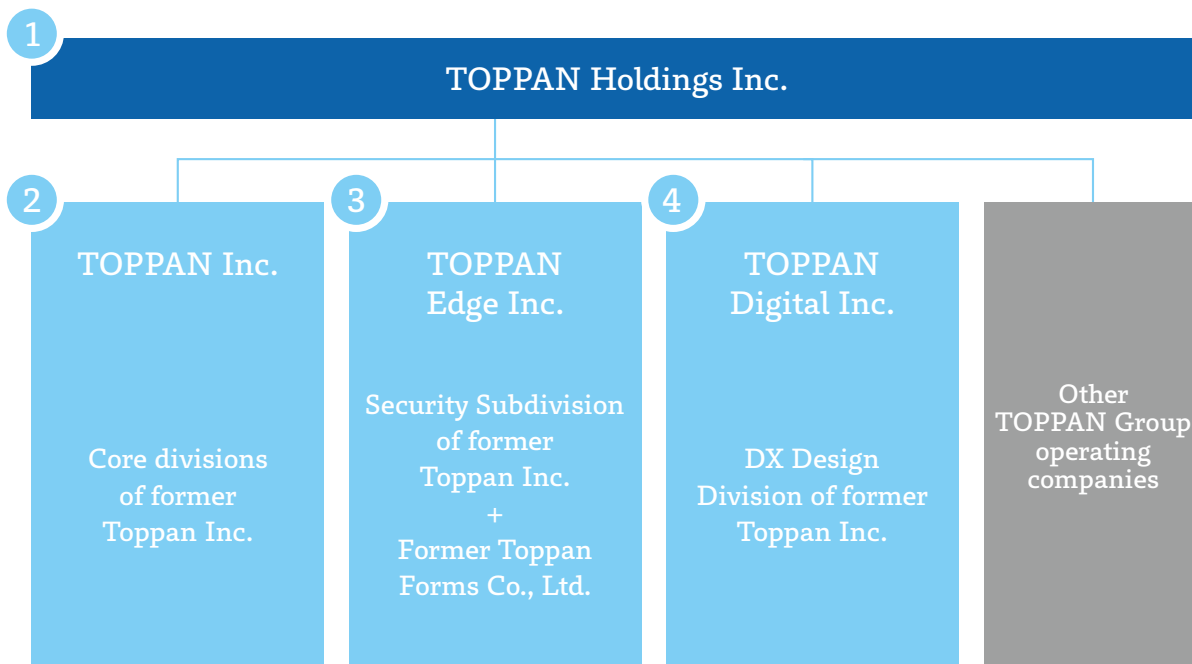 1
TOPPAN Holdings Inc.
2
TOPPAN Inc.
Core divisions
of former
Toppan Inc.
3
TOPPAN
Edge Inc.
Security Subdivision
of former
Toppan Inc.
+
Former Toppan
Forms Co., Ltd.
4
TOPPAN
Digital Inc.
DX Design
Division of former
Toppan Inc.
Other
TOPPAN Group
operating
companies